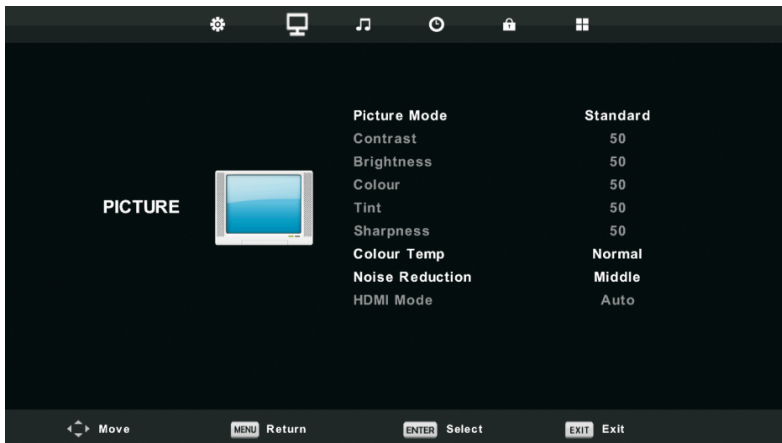 PICTURE
Picture Mode Standard
Contrast 50
Brightness 50
Colour 50
Tint 50
Sharpness 50
Colour Temp Normal
Noise Reduction Middle
HDMI Mode Auto
Move MENU Return ENTER Select EXIT Exit